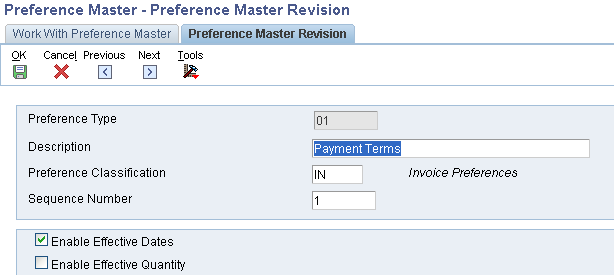 Preference Master - Preference Master Revision
Work With Preference Master Preference Master Revision
OK Cancel Previous Next Tools
Preference Type 01
Description Payment Terms
Preference Classification IN Invoice Preferences
Sequence Number 1
Enable Effective Dates
Enable Effective Quantity